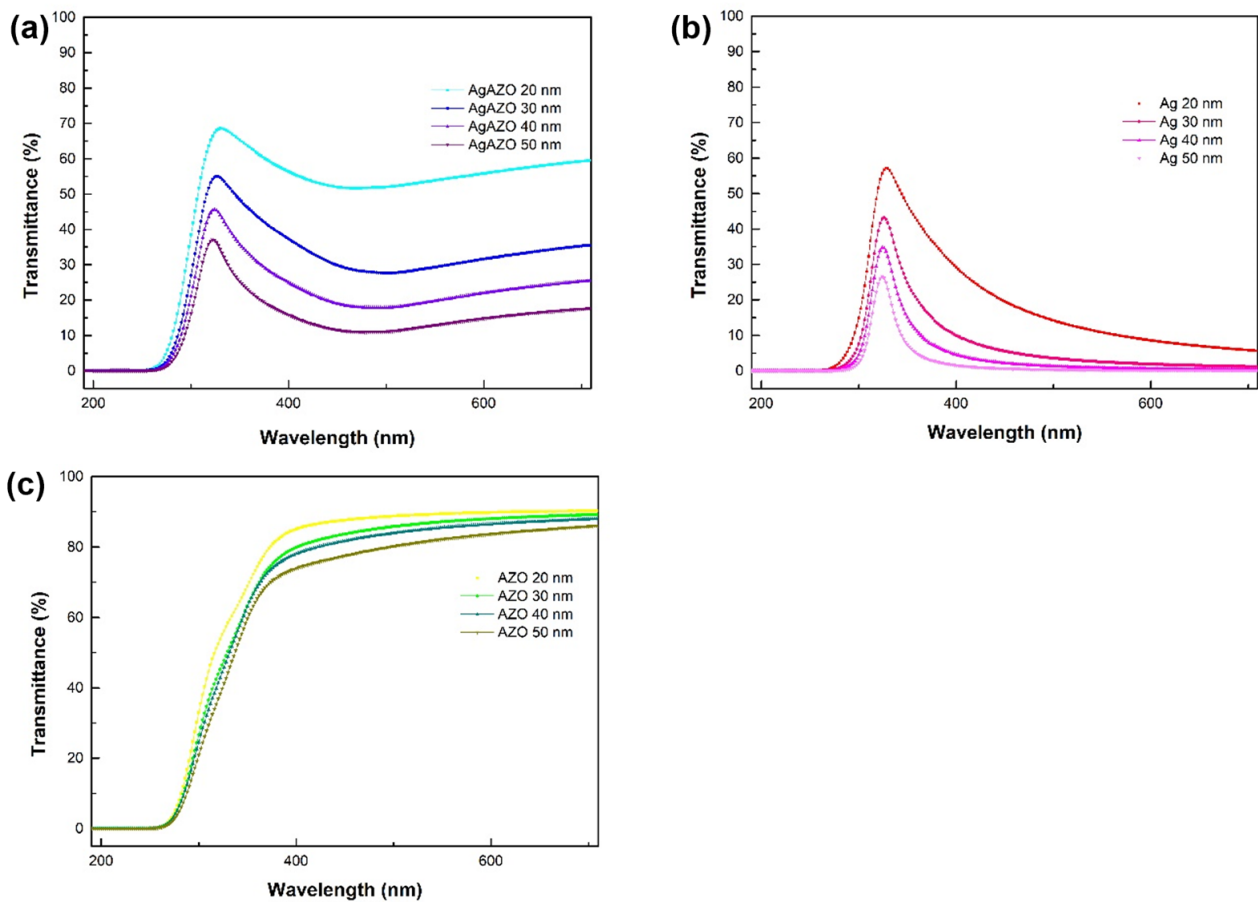 (a)
100
90
80
70
60
50
40
30
20
10
0
Transmittance (%)
AgAZO 20 nm
AgAZO 30 nm
AgAZO 40 nm
AgAZO 50 nm
200 400 600
Wavelength (nm)
(b)
100
90
80
70
60
50
40
30
20
10
0
Transmittance (%)
Ag 20 nm
Ag 30 nm
Ag 40 nm
Ag 50 nm
200 400 600
Wavelength (nm)
(c)
100
80
60
40
20
0
Transmittance (%)
AZO 20 nm
AZO 30 nm
AZO 40 nm
AZO 50 nm
200 400 600
Wavelength (nm)